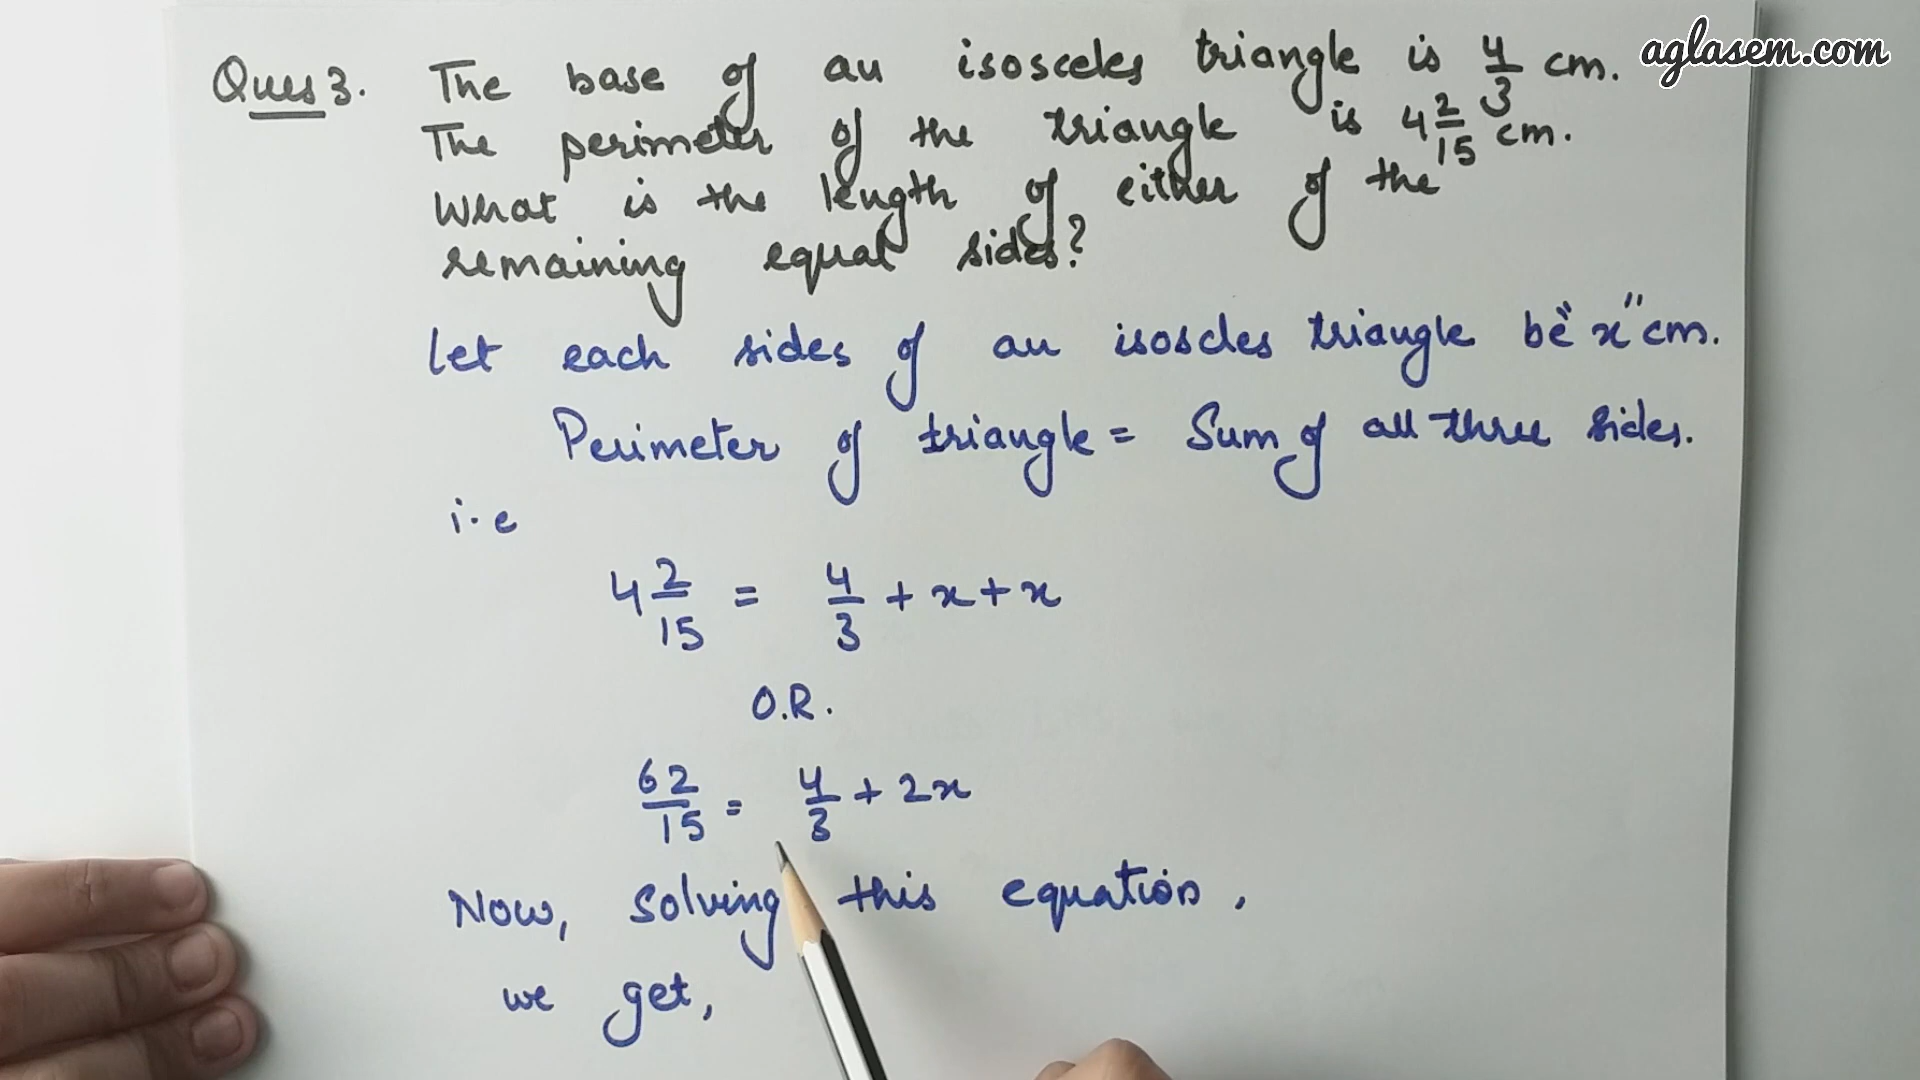 aglasem.com
Ques 3. The base of an isosceles triangle is 4/3 cm.
The perimeter of the triangle is 4 2/15 cm.
What is the length of either of the
remaining equal sides?
Let each sides of an isoscles triangle be "x" cm.
Perimeter of triangle = Sum of all three sides.
i.e
4 2/15 = 4/3 + x + x
O.R.
62/15 = 4/3 + 2x
Now, solving this equation,
we get,